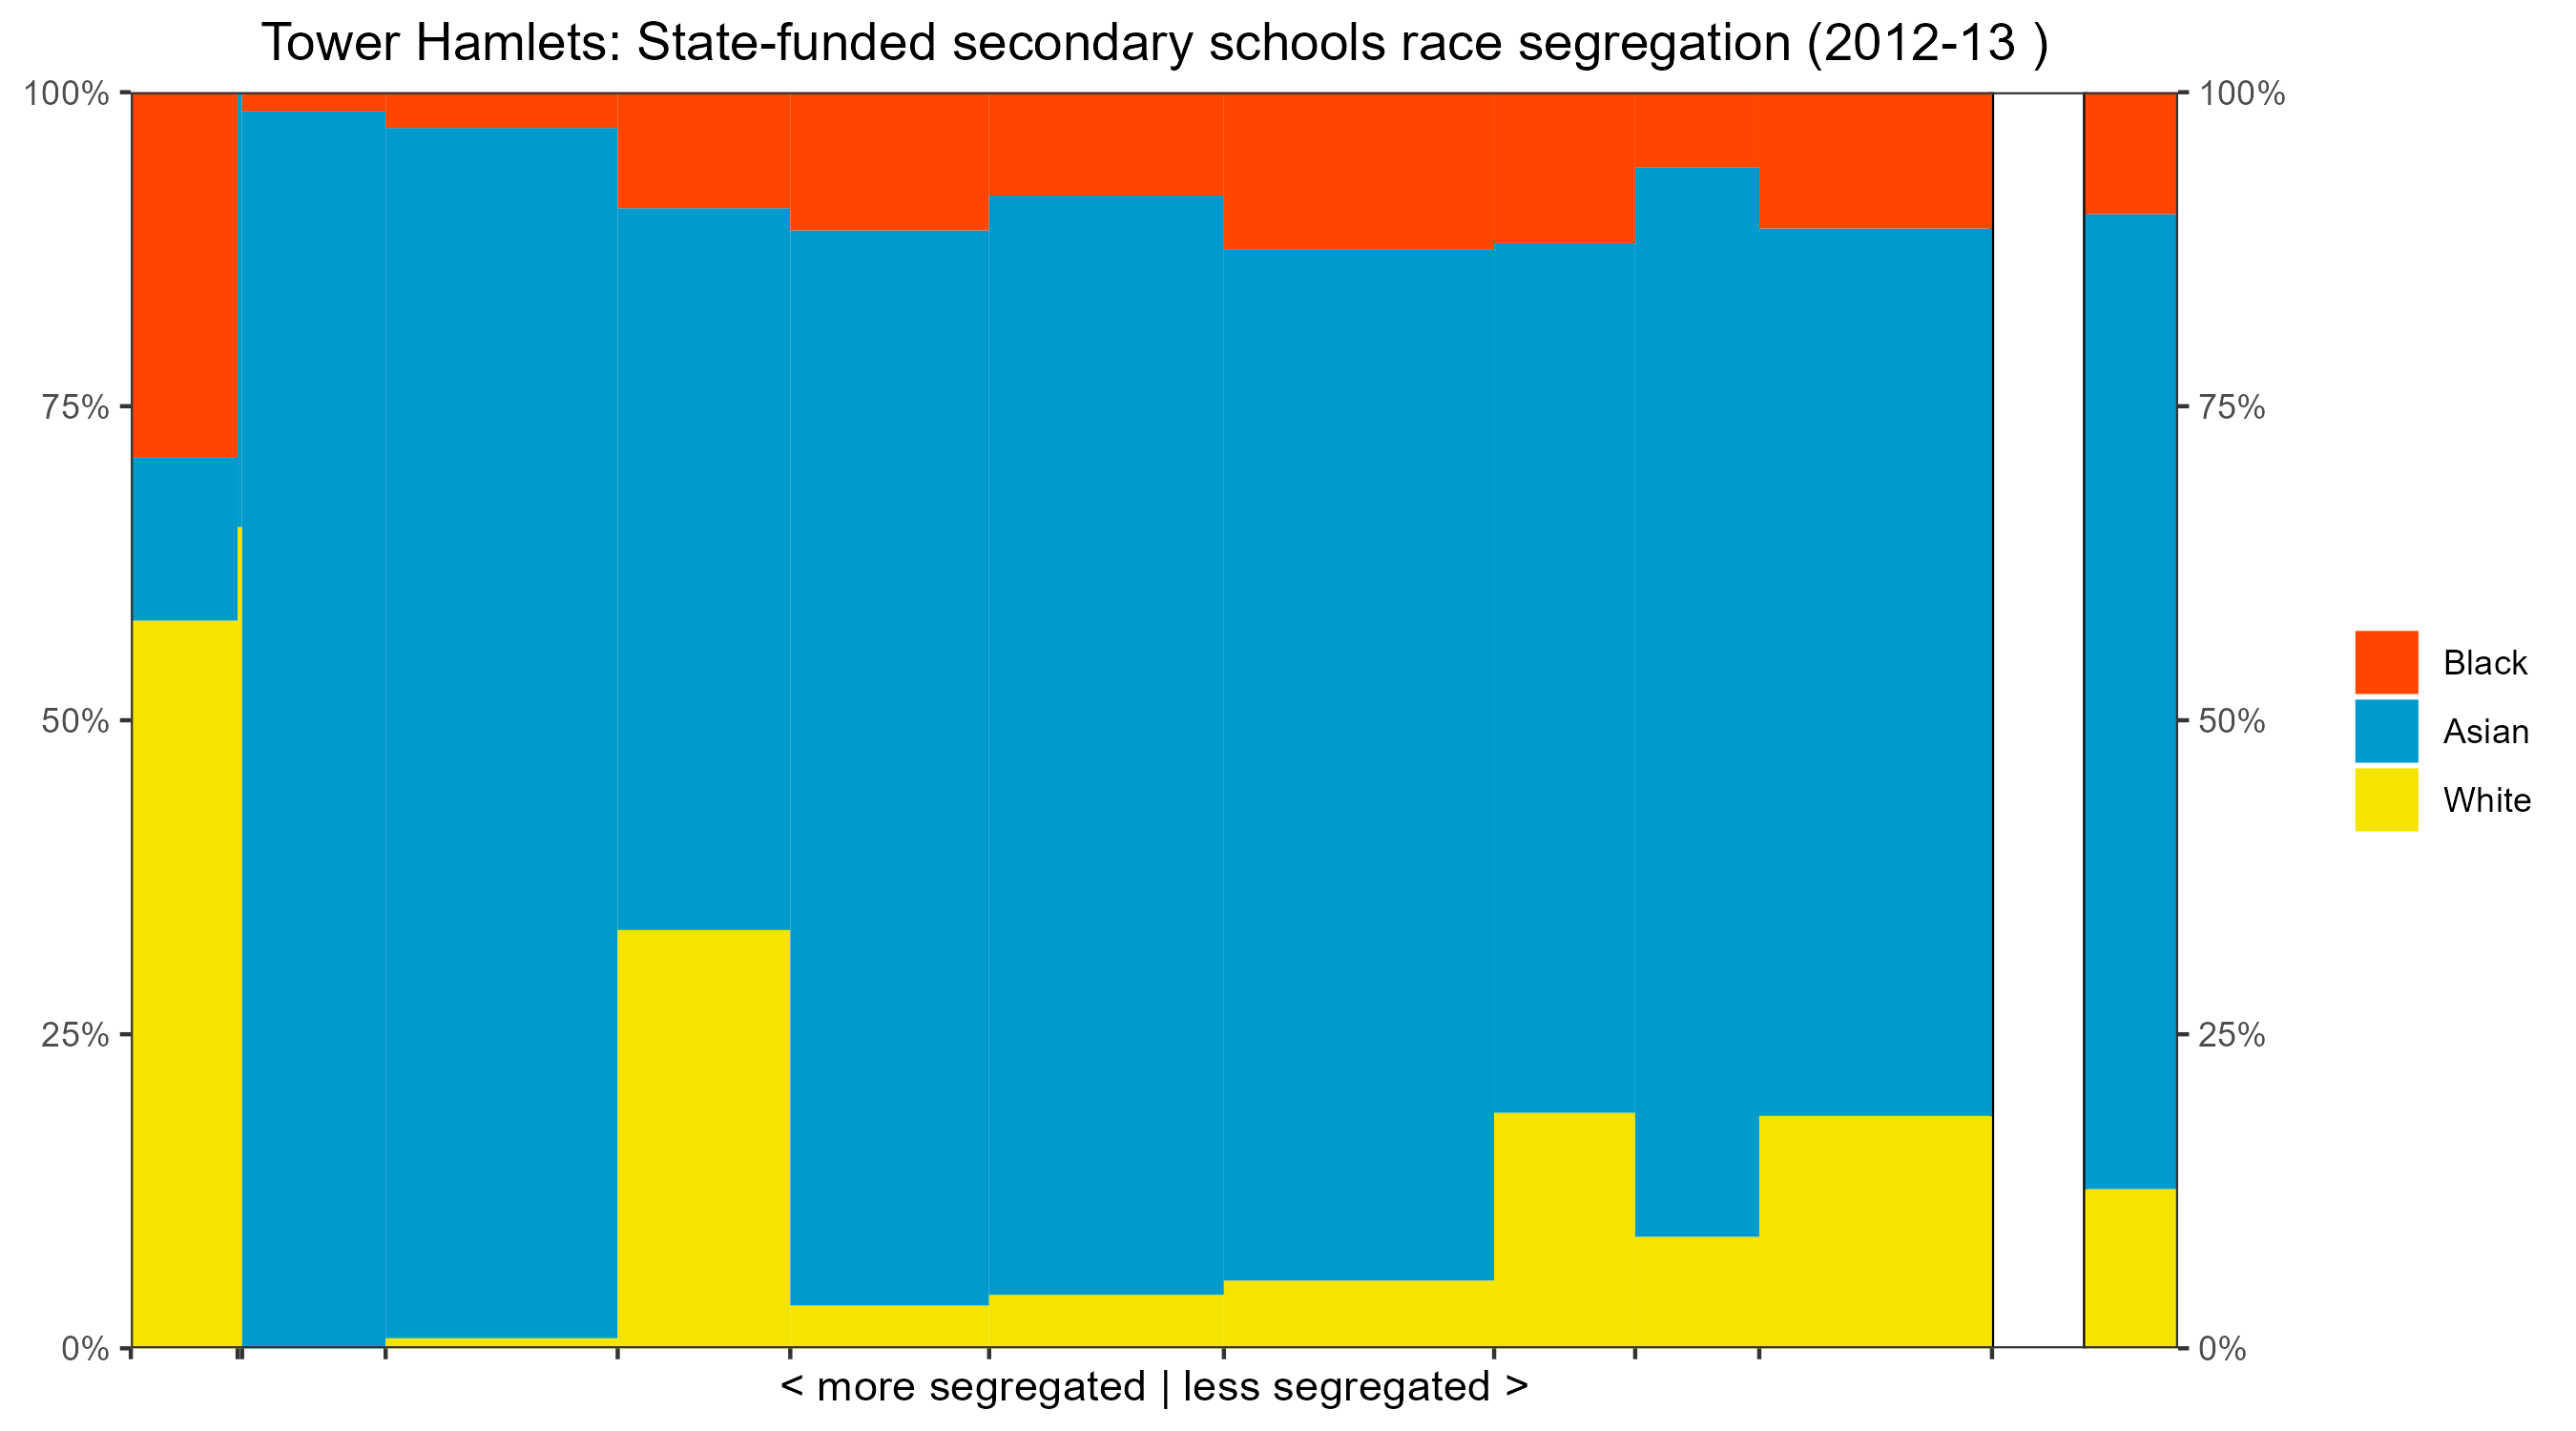 Tower Hamlets: State-funded secondary schools race segregation (2012-13 )
100%
100%
75%
75%
50%
50%
25%
25%
0%
0%
Black
Asian
White
< more segregated | less segregated >